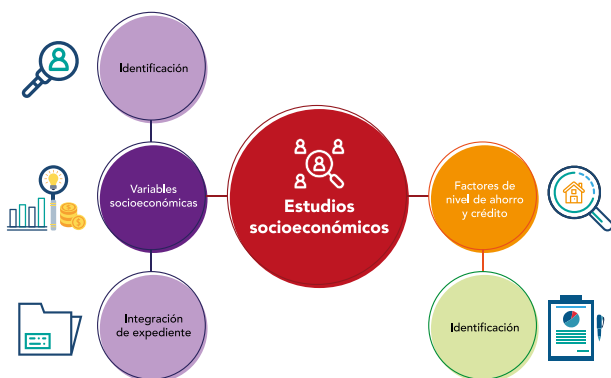 Identificación
Variables
socioeconómicas
Integración
de expediente
Estudios
socioeconómicos
Factores de
nivel de ahorro
y crédito
Identificación